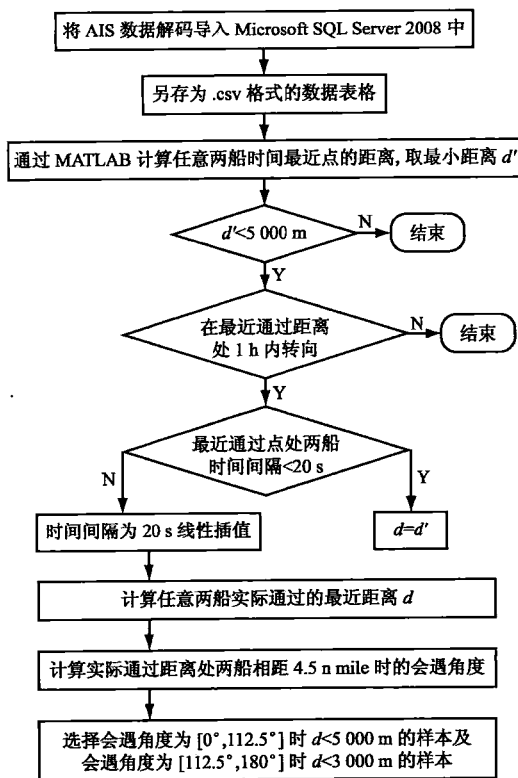 将 AIS 数据解码导入 Microsoft SQL Server 2008 中
另存为 .csv 格式的数据表格
通过 MATLAB 计算任意两船时间最近点的距离, 取最小距离 d'
d'<5 000 m
N
结束
Y
在最近通过距离
处 1 h 内转向
N
结束
Y
最近通过点处两船
时间间隔<20 s
N
Y
时间间隔为 20 s 线性插值
d=d'
计算任意两船实际通过的最近距离 d
计算实际通过距离处两船相距 4.5 n mile 时的会遇角度
选择会遇角度为 [0°,112.5°] 时 d<5 000 m 的样本及
会遇角度为 [112.5°,180°] 时 d<3 000 m 的样本